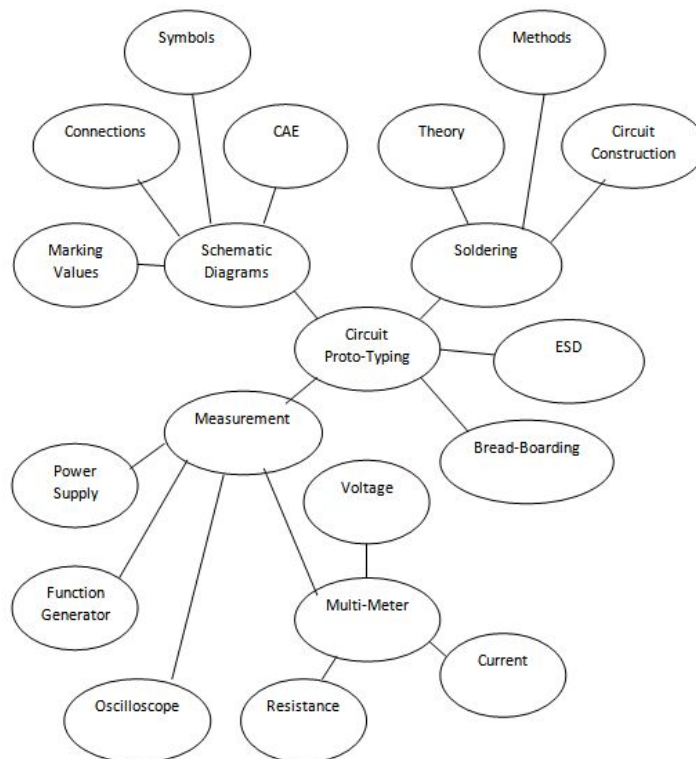 Symbols
Methods
Connections
CAE
Theory
Circuit
Construction
Marking
Values
Schematic
Diagrams
Soldering
Circuit
Proto-Typing
ESD
Measurement
Bread-Boarding
Power
Supply
Voltage
Function
Generator
Multi-Meter
Current
Oscilloscope
Resistance